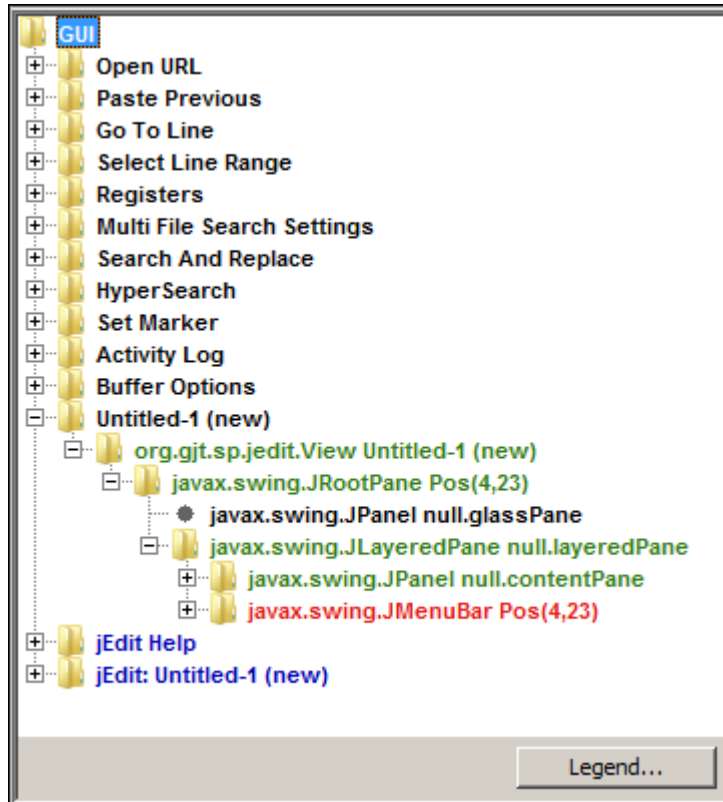 GUI
Open URL
Paste Previous
Go To Line
Select Line Range
Registers
Multi File Search Settings
Search And Replace
HyperSearch
Set Marker
Activity Log
Buffer Options
Untitled-1 (new)
org.gjt.sp.jedit.View Untitled-1 (new)
javax.swing.JRootPane Pos(4,23)
javax.swing.JPanel null.glassPane
javax.swing.JLayeredPane null.layeredPane
javax.swing.JPanel null.contentPane
javax.swing.JMenuBar Pos(4,23)
jEdit Help
jEdit: Untitled-1 (new)
Legend...